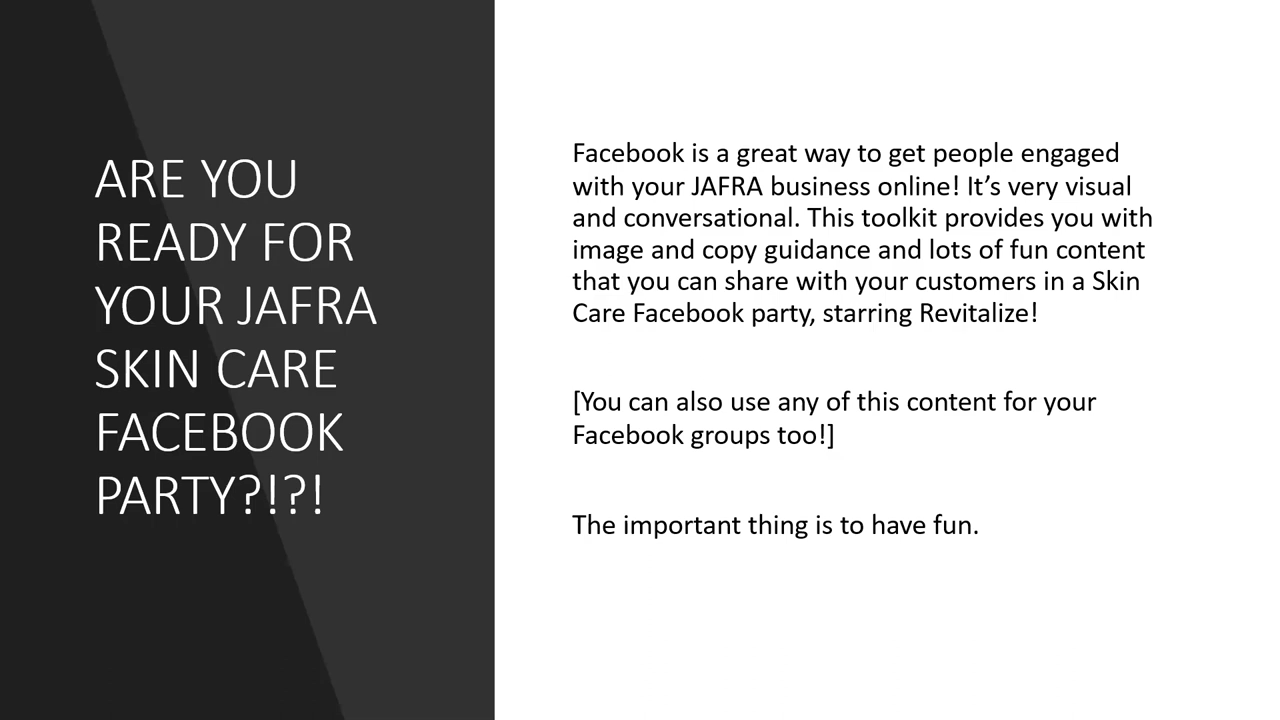 ARE YOU
READY FOR
YOUR JAFRA
SKIN CARE
FACEBOOK
PARTY?!?!
Facebook is a great way to get people engaged
with your JAFRA business online! It’s very visual
and conversational. This toolkit provides you with
image and copy guidance and lots of fun content
that you can share with your customers in a Skin
Care Facebook party, starring Revitalize!
[You can also use any of this content for your
Facebook groups too!]
The important thing is to have fun.